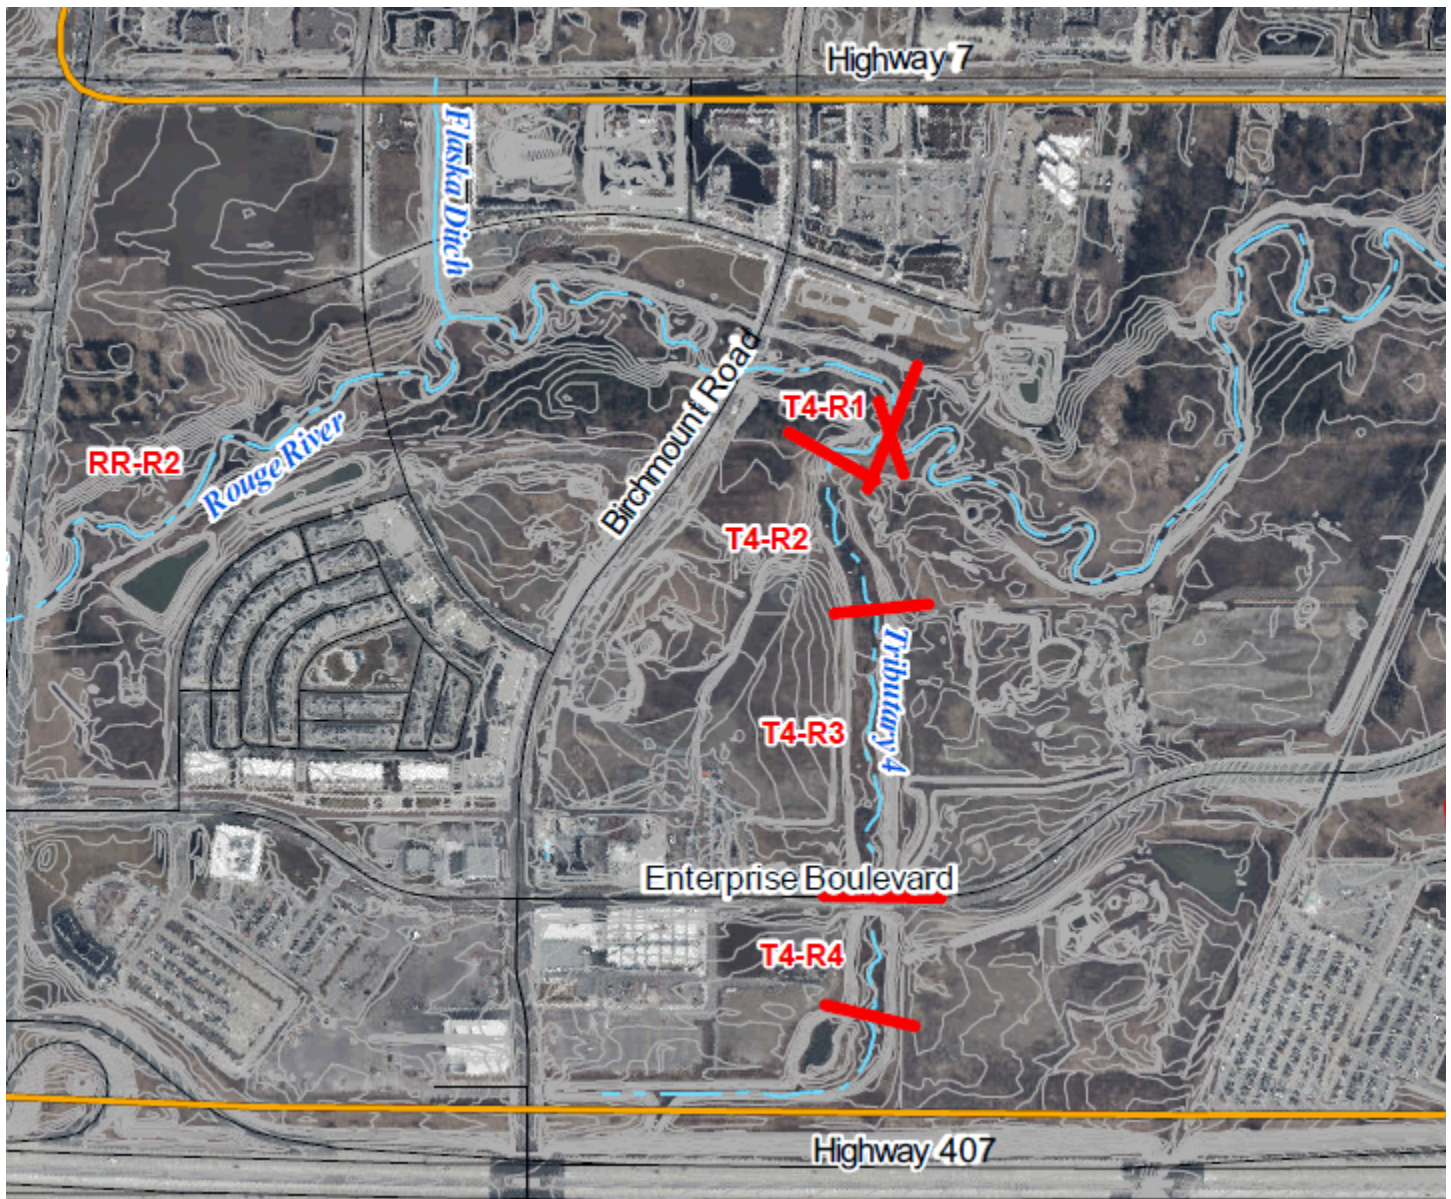 Highway 7
Flaska Ditch
Birchmount Road
T4-R1
RR-R2
Rouge River
T4-R2
Tributary 4
T4-R3
Enterprise Boulevard
T4-R4
Highway 407